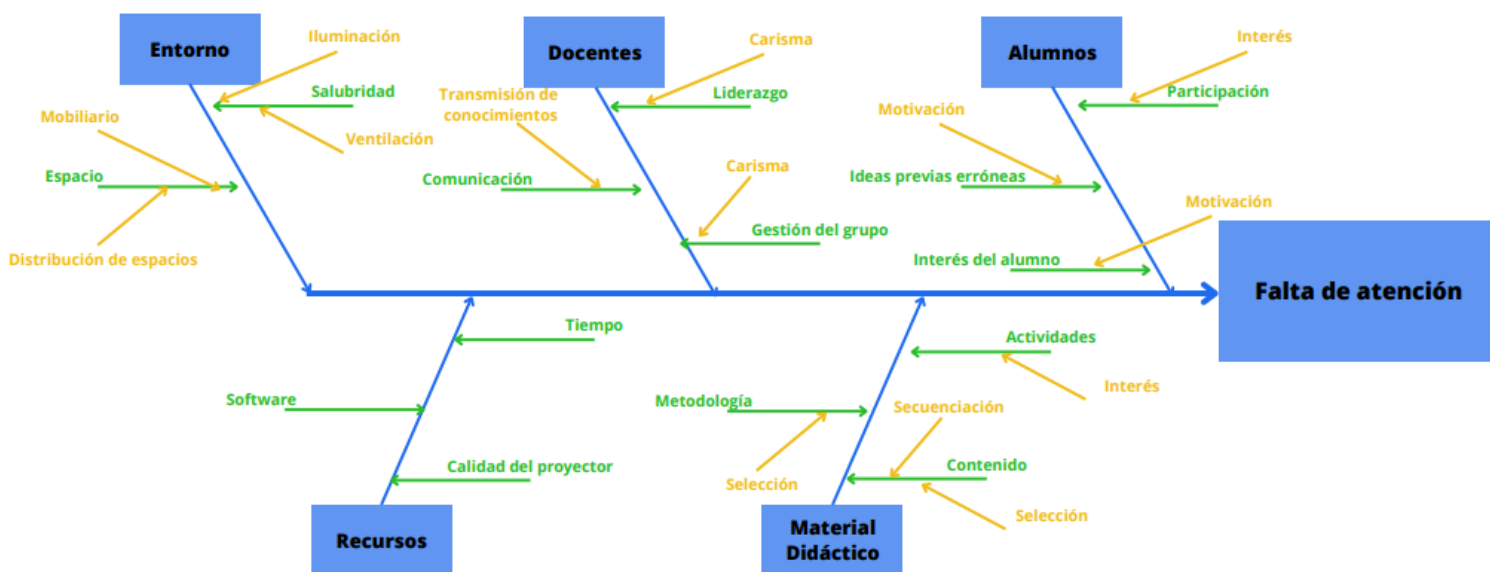 Entorno
Iluminación
Salubridad
Ventilación
Mobiliario
Espacio
Distribución de espacios
Docentes
Carisma
Liderazgo
Transmisión de
conocimientos
Comunicación
Carisma
Gestión del grupo
Alumnos
Interés
Participación
Motivación
Ideas previas erróneas
Motivación
Interés del alumno
Falta de atención
Tiempo
Software
Calidad del proyector
Recursos
Actividades
Interés
Metodología
Selección
Secuenciación
Contenido
Selección
Material
Didáctico